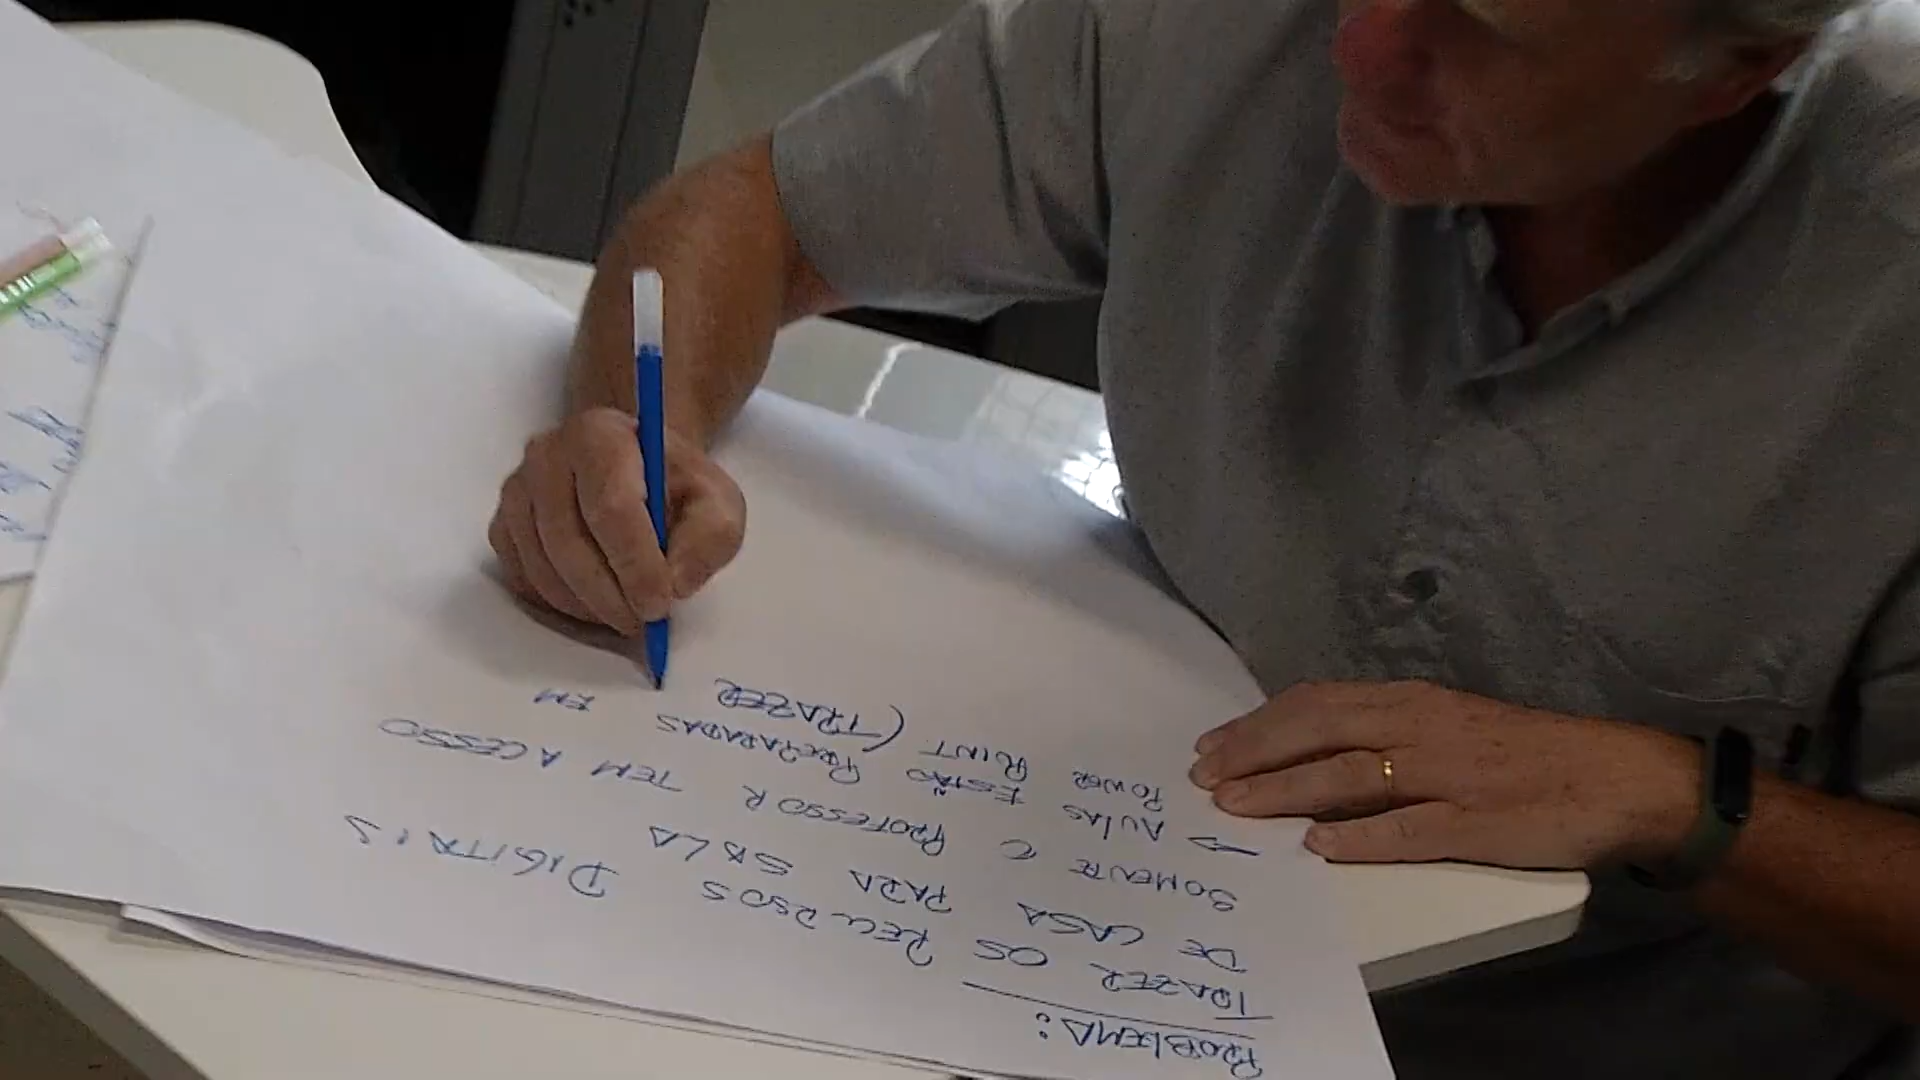 PROBLEMA:
TRAZER OS RECURSOS DIGITAIS
DE CASA PARA SALA
SOMENTE O PROFESSOR TEM ACESSO
→ AULAS ESTÃO PREPARADAS EM
POWER POINT (TRAZER